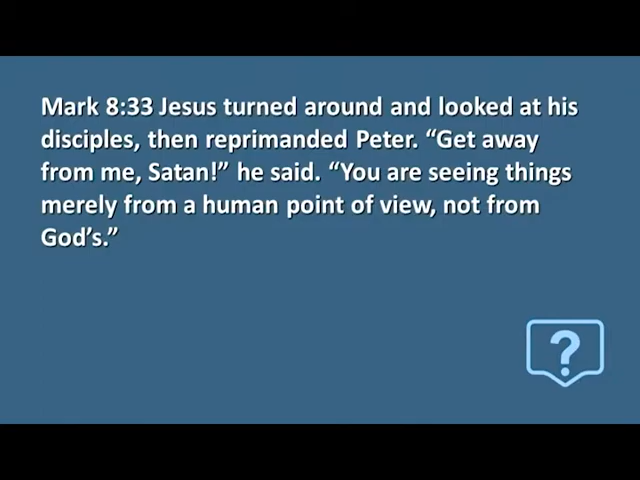 Mark 8:33 Jesus turned around and looked at his
disciples, then reprimanded Peter. “Get away
from me, Satan!” he said. “You are seeing things
merely from a human point of view, not from
God’s.”
?